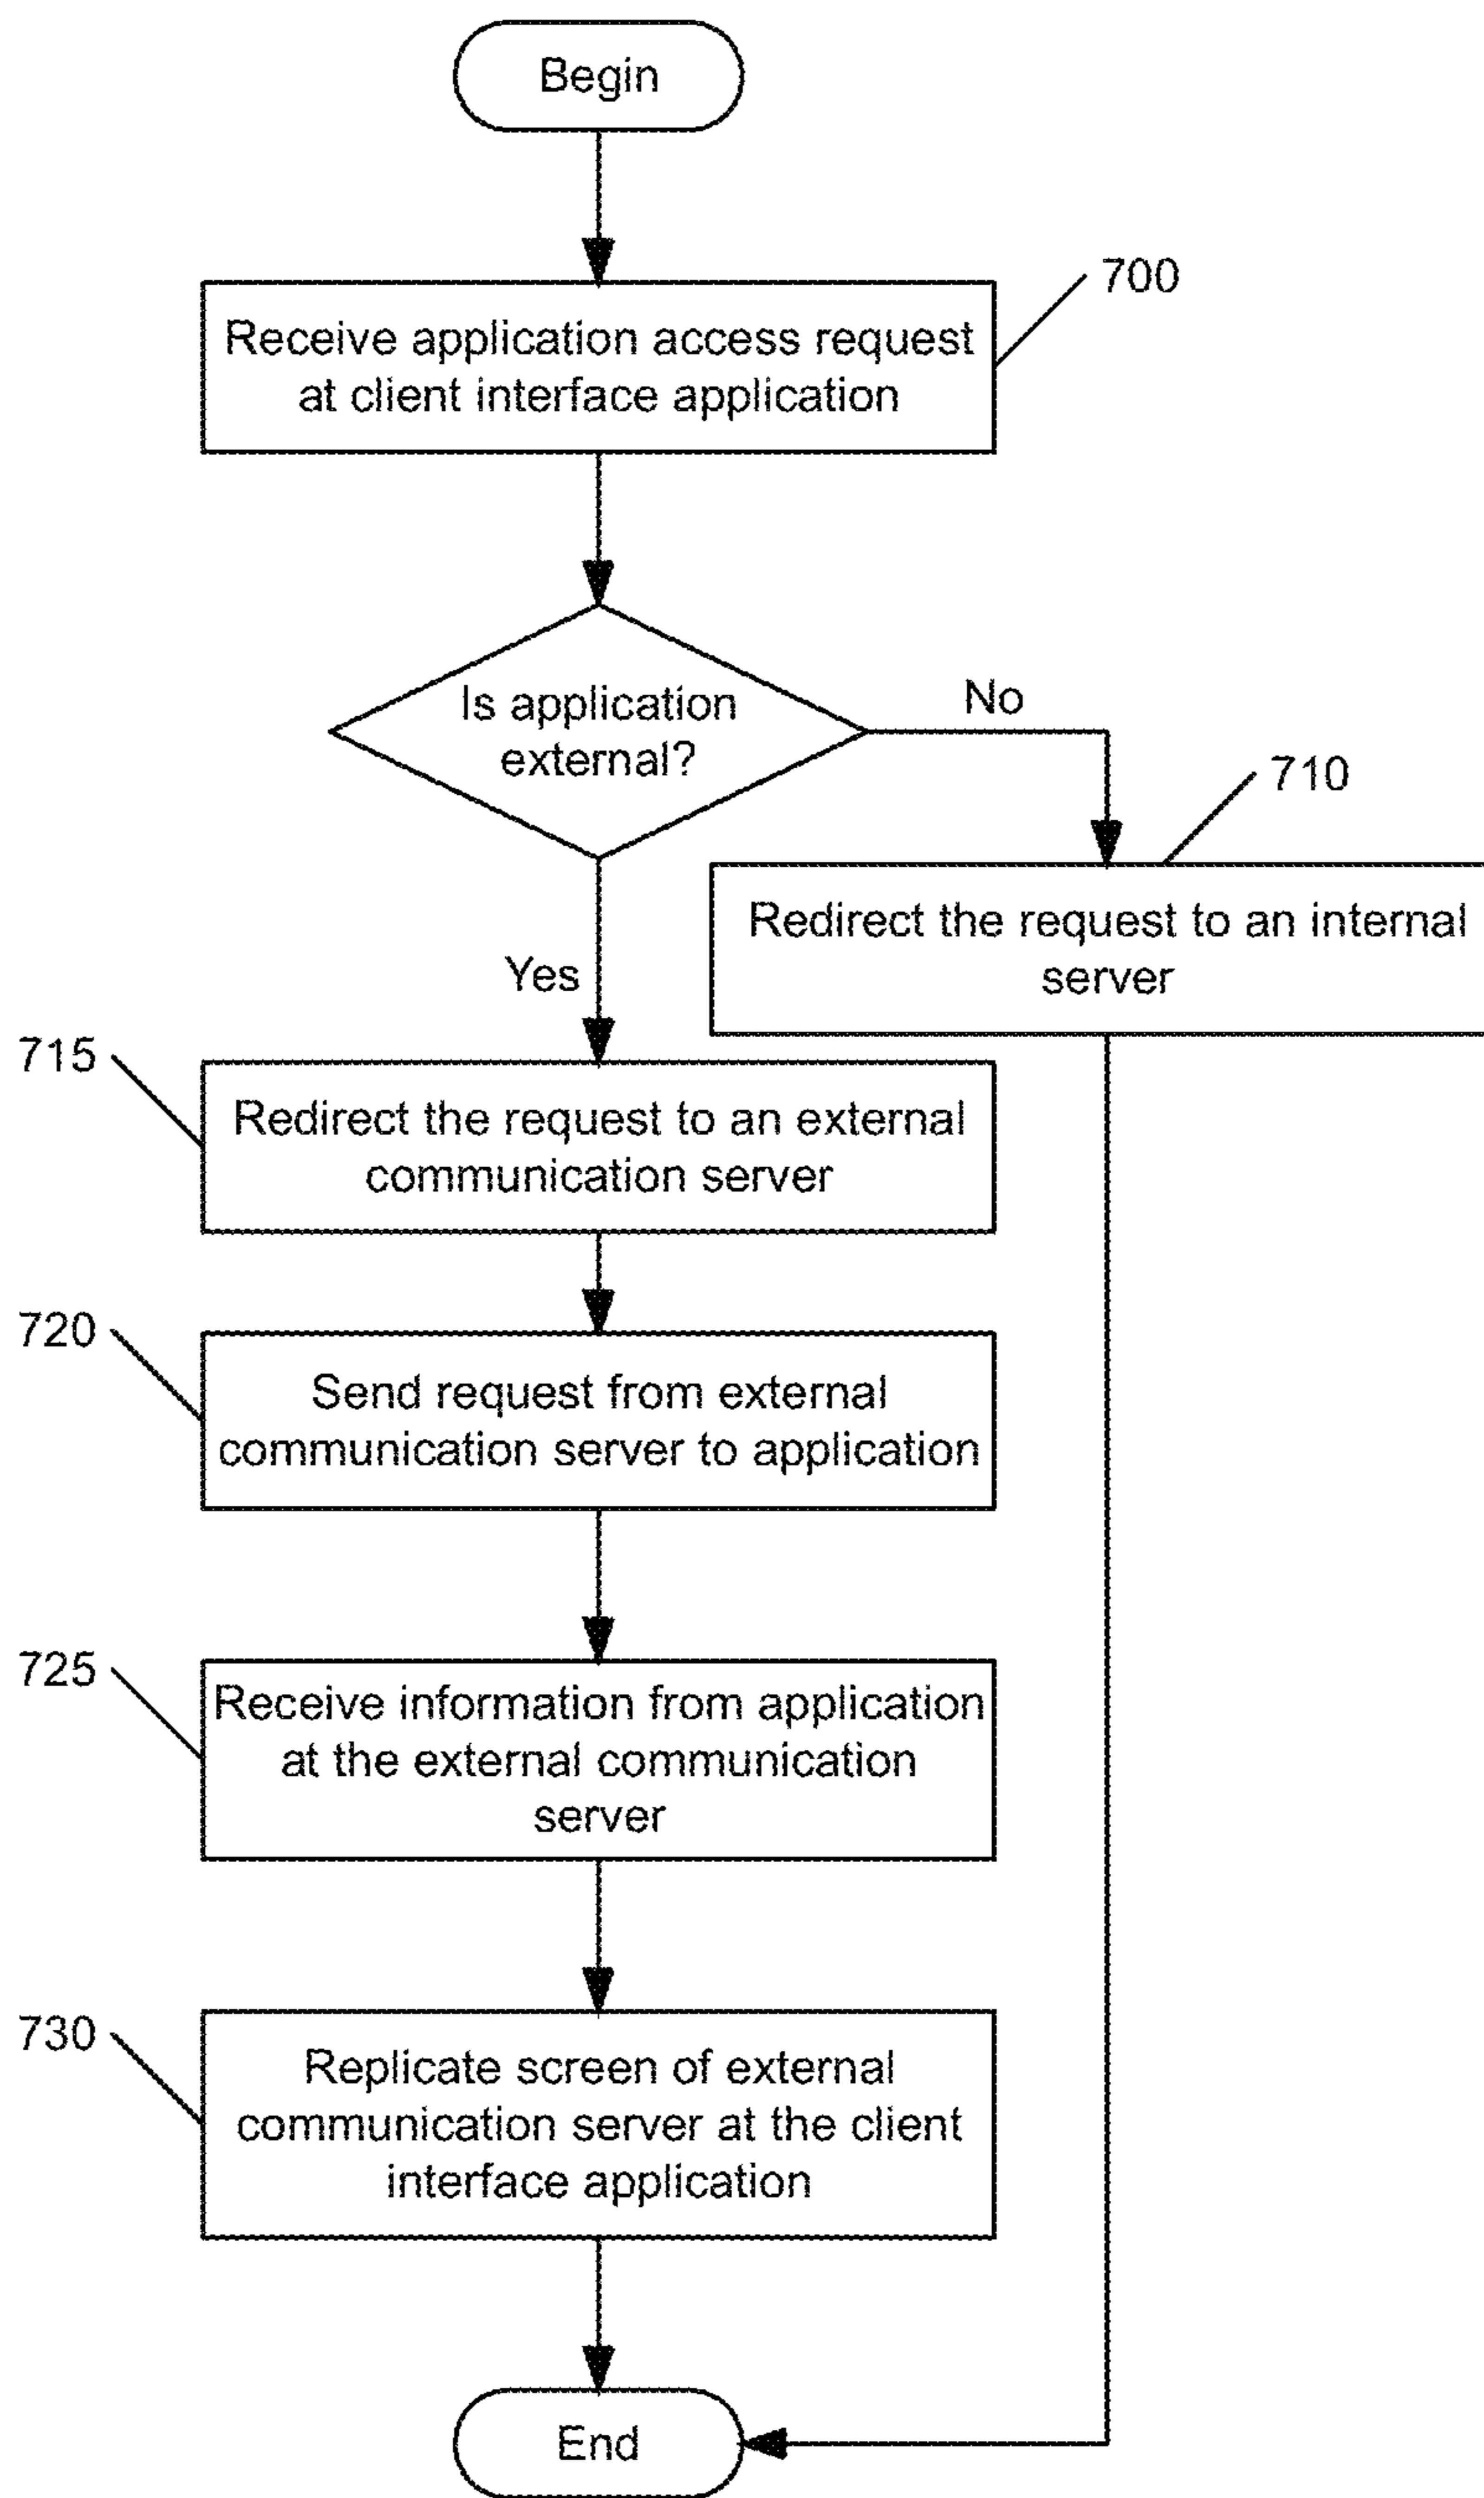 Begin
700
Receive application access request
at client interface application
Is application
external?
No
710
Redirect the request to an internal
server
Yes
715
Redirect the request to an external
communication server
720
Send request from external
communication server to application
725
Receive information from application
at the external communication
server
730
Replicate screen of external
communication server at the client
interface application
End